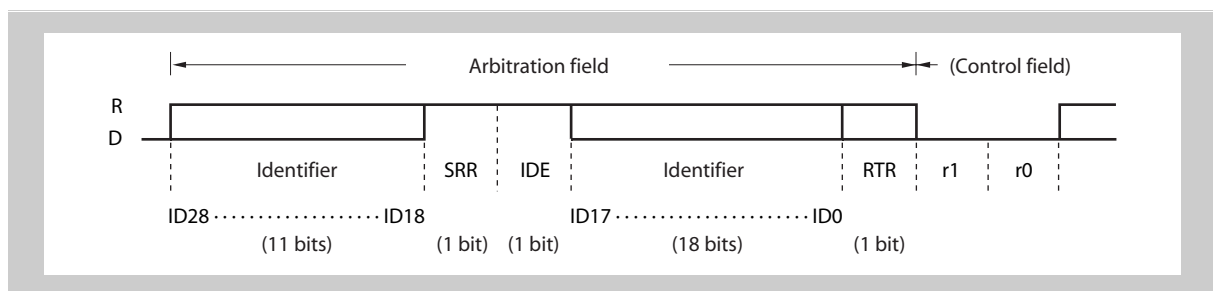 Arbitration field (Control field)
R
D
Identifier SRR IDE Identifier RTR r1 r0
ID28 · · · · · · · · · · · · · · · · · · · ID18 ID17 · · · · · · · · · · · · · · · · · · · · · · ID0
(11 bits) (1 bit) (1 bit) (18 bits) (1 bit)